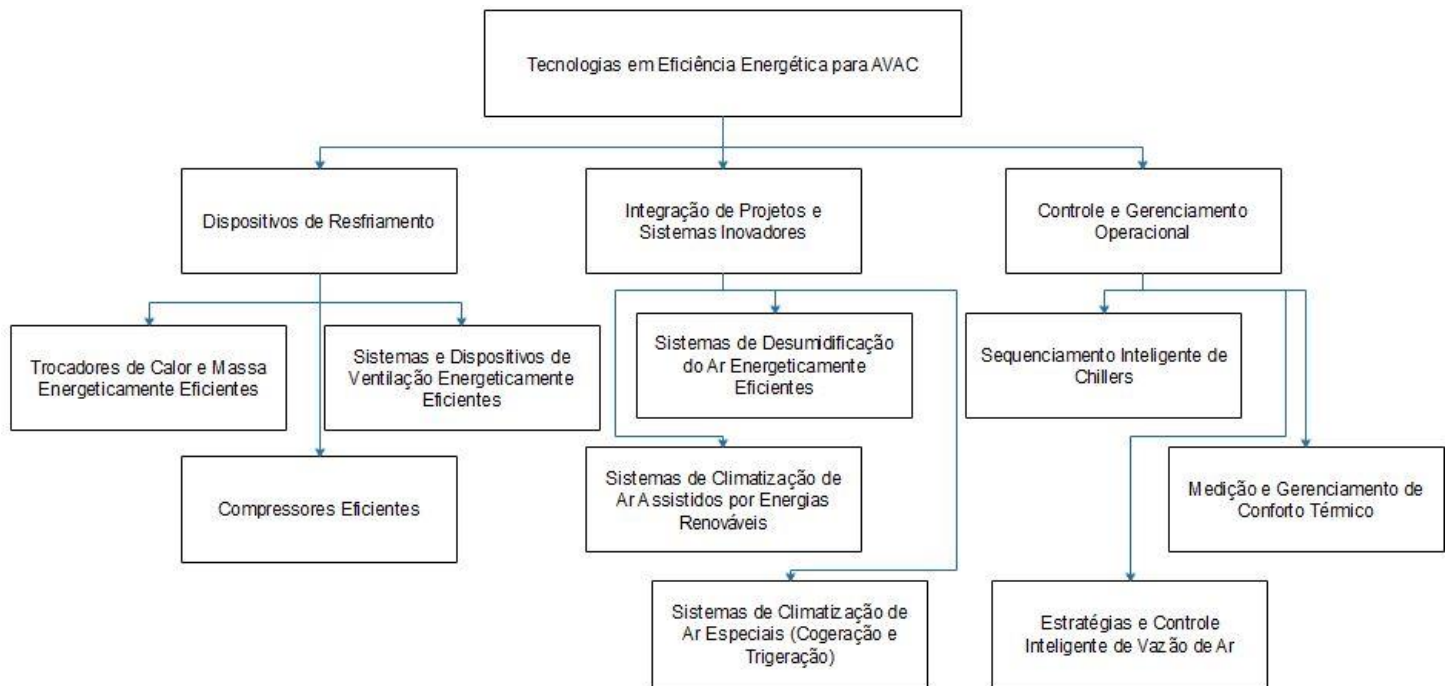 Tecnologias em Eficiência Energética para AVAC
Dispositivos de Resfriamento
Integração de Projetos e
Sistemas Inovadores
Controle e Gerenciamento
Operacional
Trocadores de Calor e Massa
Energeticamente Eficientes
Sistemas e Dispositivos de
Ventilação Energeticamente
Eficientes
Sistemas de Desumidificação
do Ar Energeticamente
Eficientes
Sequenciamento Inteligente de
Chillers
Compressores Eficientes
Sistemas de Climatização de
Ar Assistidos por Energias
Renováveis
Medição e Gerenciamento de
Conforto Térmico
Sistemas de Climatização de
Ar Especiais (Cogeração e
Trigeração)
Estratégias e Controle
Inteligente de Vazão de Ar